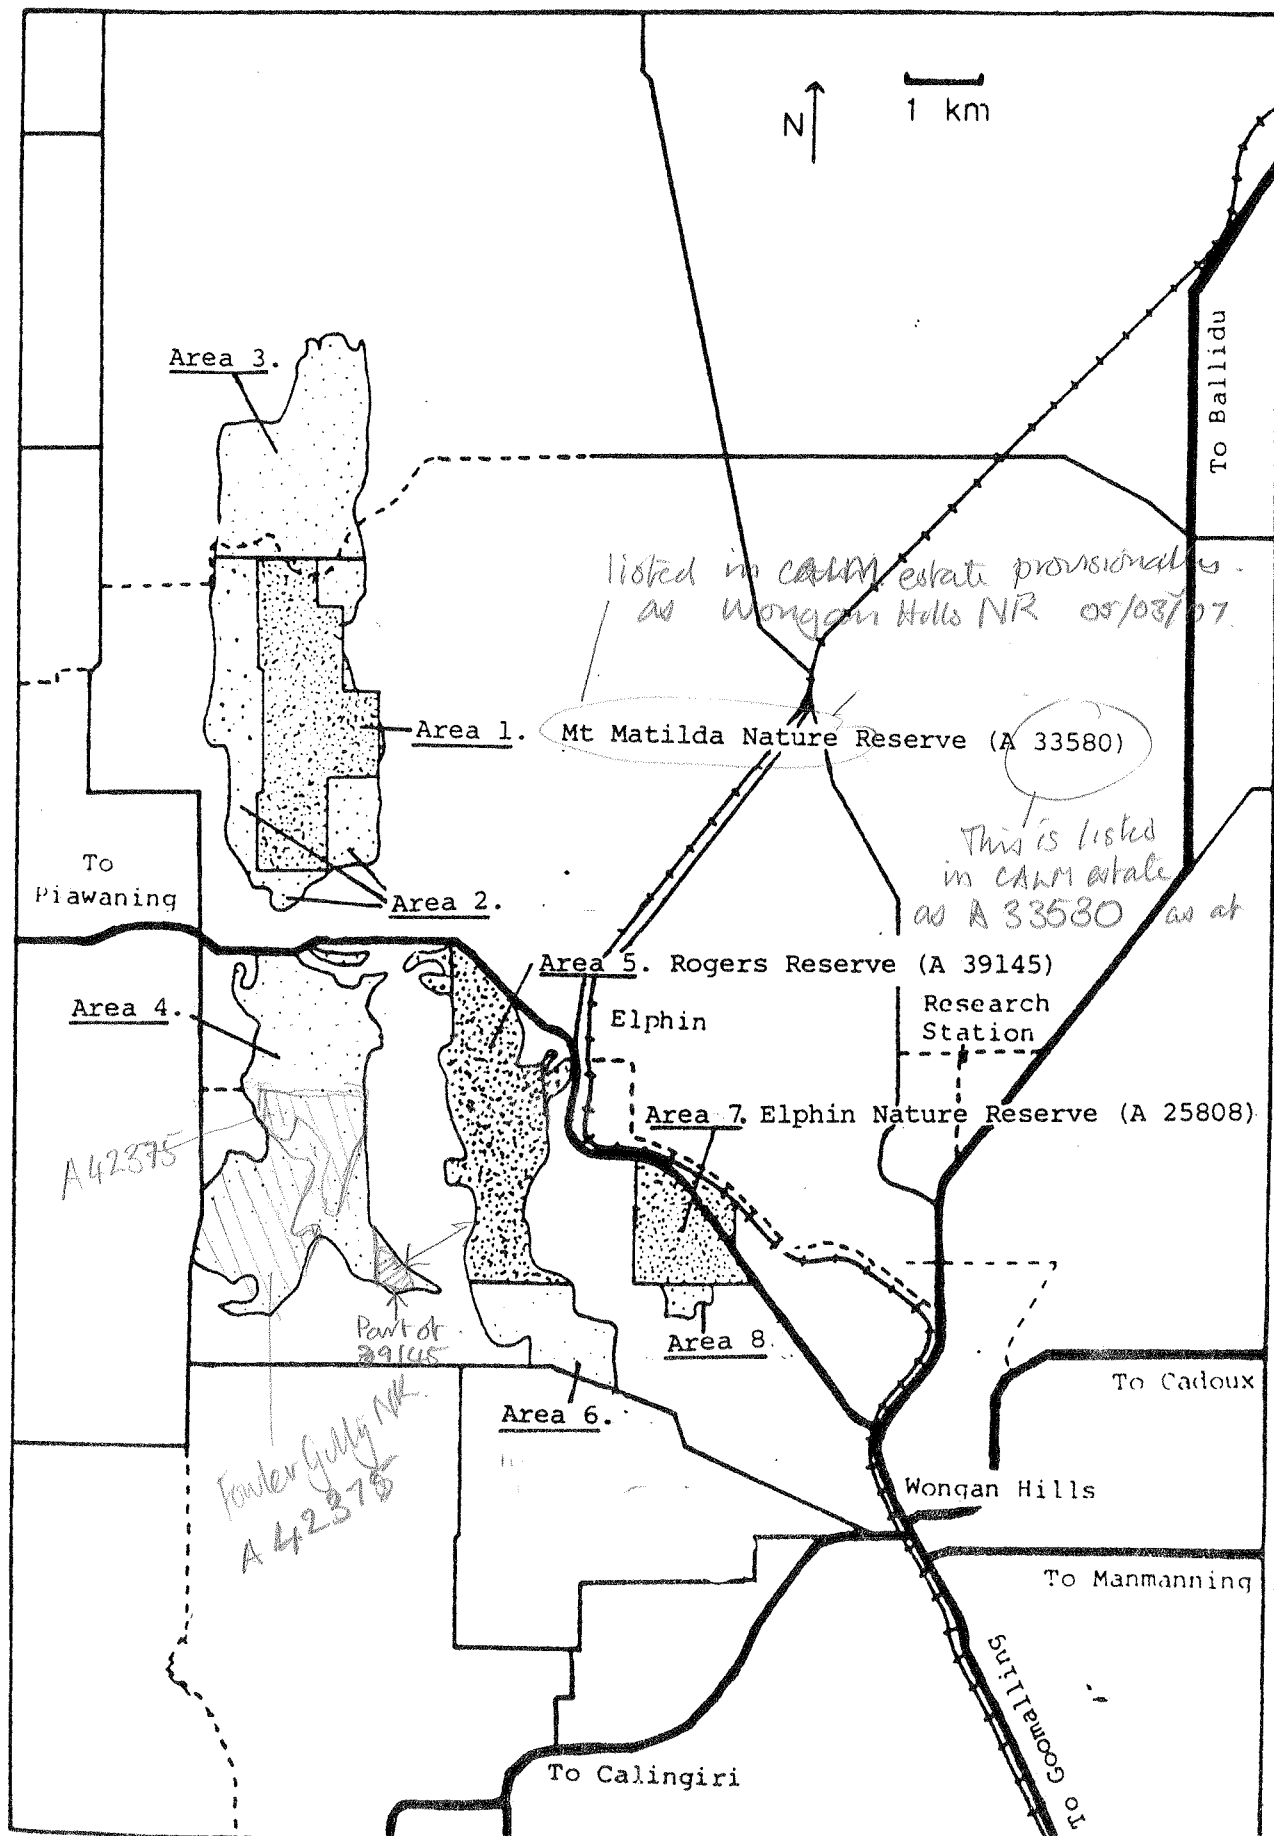 N
1 km
Area 3.
To Ballidu
listed in CALM estate provisionally
as Wongan Hills NR 05/03/07
Area 1. Mt Matilda Nature Reserve (A 33580)
This is listed
in CALM estate
as A 33580 as at
To
Piawaning
Area 2.
Area 5. Rogers Reserve (A 39145)
Area 4.
Elphin
Research
Station
Area 7. Elphin Nature Reserve (A 25808)
A42375
Part of
39145
Area 8
To Cadoux
Area 6.
Fowler Gully NR.
A 42375
Wongan Hills
To Manmanning
To Goomalling
To Calingiri